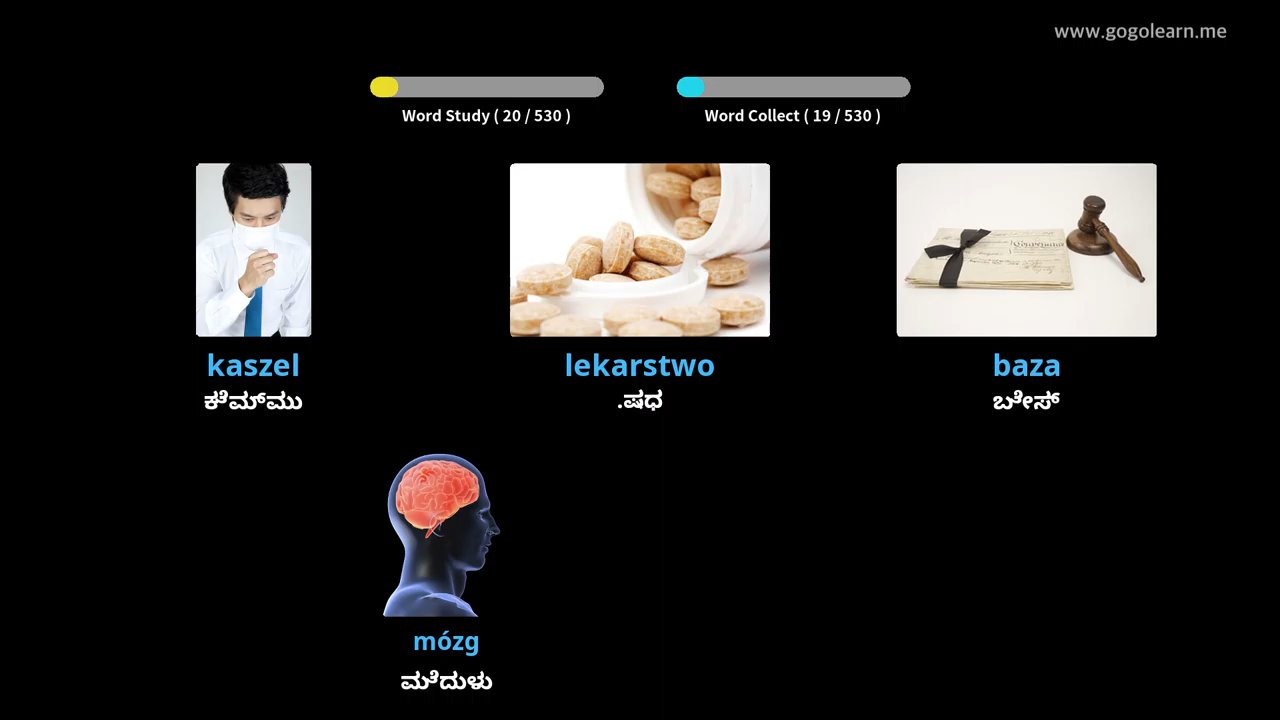 www.gogolearn.me
Word Study ( 20 / 530 )
Word Collect ( 19 / 530 )
kaszel
ಕೆಮ್ಮು
lekarstwo
.ಷಧ
baza
ಬೇಸ್
mózg
ಮೆದುಳು